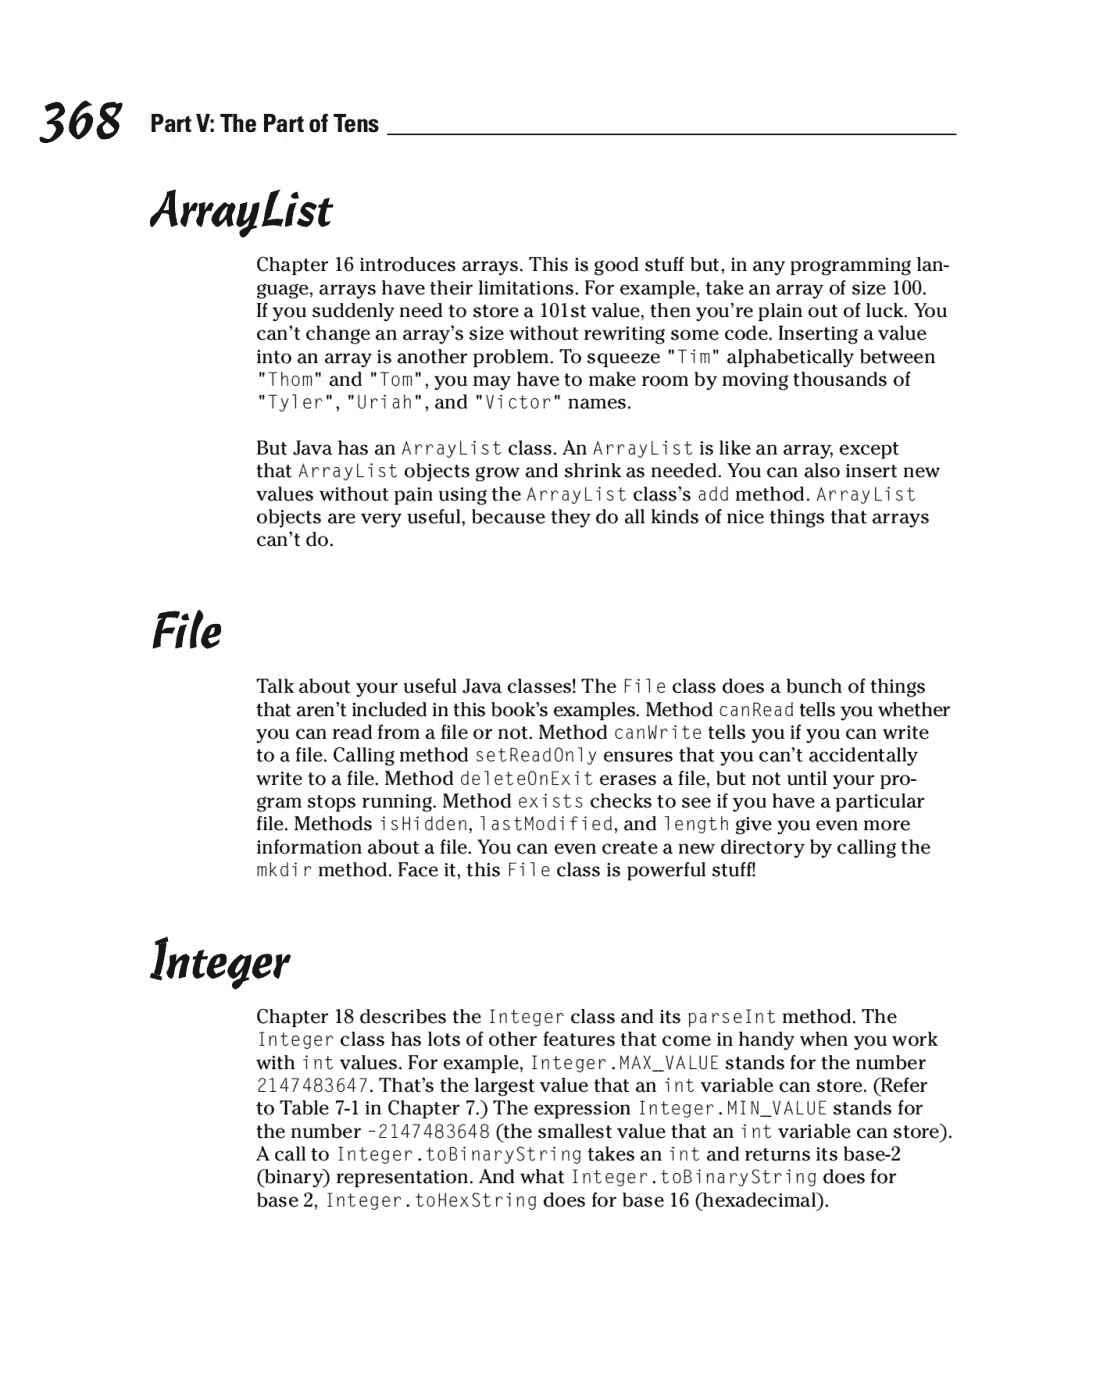 368 Part V: The Part of Tens
ArrayList
Chapter 16 introduces arrays. This is good stuff but, in any programming lan-
guage, arrays have their limitations. For example, take an array of size 100.
If you suddenly need to store a 101st value, then you're plain out of luck. You
can't change an array's size without rewriting some code. Inserting a value
into an array is another problem. To squeeze "Tim" alphabetically between
"Thom" and "Tom", you may have to make room by moving thousands of
"Tyler", "Uriah", and "Victor" names.
But Java has an ArrayList class. An ArrayList is like an array, except
that ArrayList objects grow and shrink as needed. You can also insert new
values without pain using the ArrayList class's add method. ArrayList
objects are very useful, because they do all kinds of nice things that arrays
can't do.
File
Talk about your useful Java classes! The File class does a bunch of things
that aren't included in this book's examples. Method canRead tells you whether
you can read from a file or not. Method canWrite tells you if you can write
to a file. Calling method setReadOnly ensures that you can't accidentally
write to a file. Method deleteOnExit erases a file, but not until your pro-
gram stops running. Method exists checks to see if you have a particular
file. Methods isHidden, lastModified, and length give you even more
information about a file. You can even create a new directory by calling the
mkdir method. Face it, this File class is powerful stuff!
Integer
Chapter 18 describes the Integer class and its parseInt method. The
Integer class has lots of other features that come in handy when you work
with int values. For example, Integer.MAX_VALUE stands for the number
2147483647. That's the largest value that an int variable can store. (Refer
to Table 7-1 in Chapter 7.) The expression Integer.MIN_VALUE stands for
the number -2147483648 (the smallest value that an int variable can store).
A call to Integer.toBinaryString takes an int and returns its base-2
(binary) representation. And what Integer.toBinaryString does for
base 2, Integer.toHexString does for base 16 (hexadecimal).